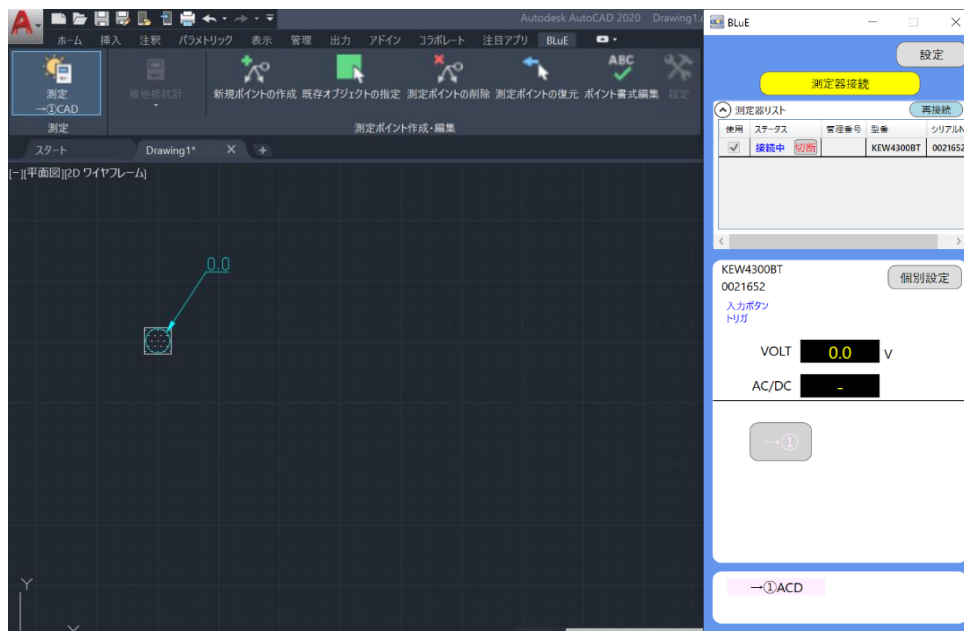 Autodesk AutoCAD 2020 Drawing1.
ホーム 挿入 注釈 パラメトリック 表示 管理 出力 アドイン コラボレート 注目アプリ BLuE
測定
→①CAD
接地抵抗計
新規ポイントの作成 既存オブジェクトの指定 測定ポイントの削除 測定ポイントの復元 ABC ポイント書式編集 設定
測定 測定ポイント作成・編集
スタート Drawing1* X +
[−][平面図][2D ワイヤフレーム]
0.0
Y
X
BLuE
設定
測定器接続
測定器リスト 再接続
使用 ステータス 管理番号 型番 シリアルN
接続中 切断 KEW4300BT 0021652
KEW4300BT
0021652
個別設定
入力ボタン
トリガ
VOLT 0.0 V
AC/DC -
→①
→①ACD